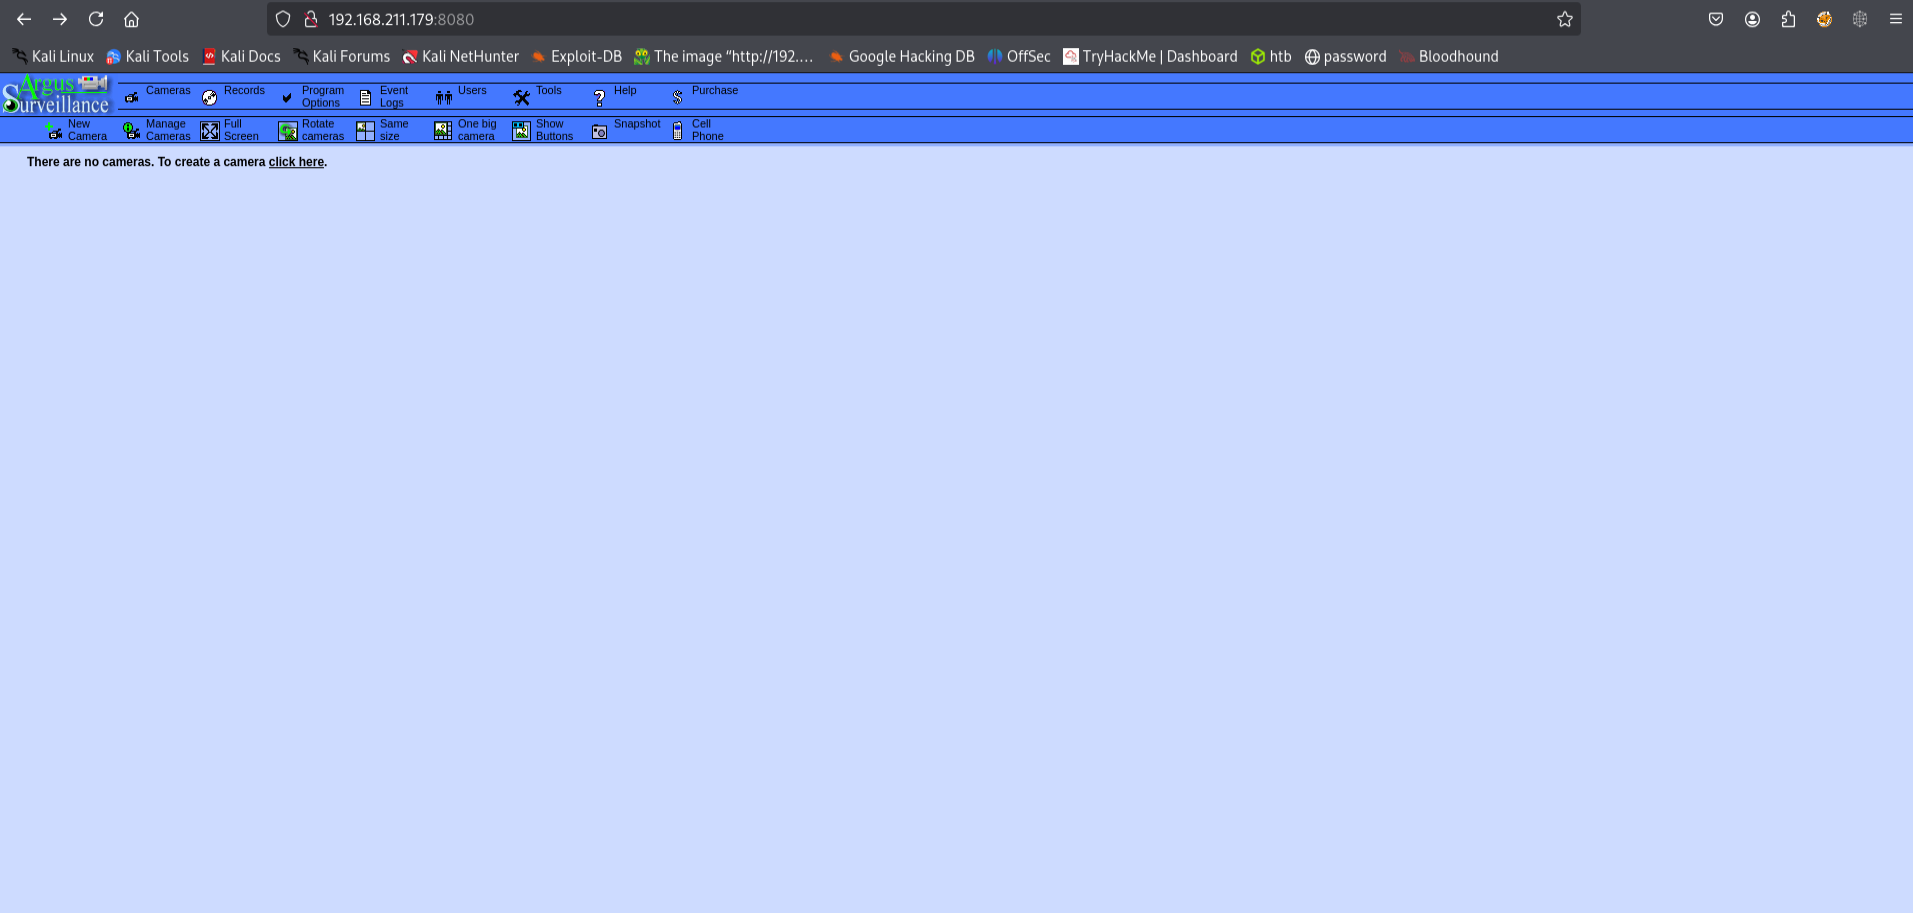 192.168.211.179:8080
Kali Linux Kali Tools Kali Docs Kali Forums Kali NetHunter Exploit-DB The image “http://192.… Google Hacking DB OffSec TryHackMe | Dashboard htb password Bloodhound
Argus
Surveillance
Cameras Records Program Options Event Logs Users Tools Help Purchase
New Camera Manage Cameras Full Screen Rotate cameras Same size One big camera Show Buttons Snapshot Cell Phone
There are no cameras. To create a camera click here.